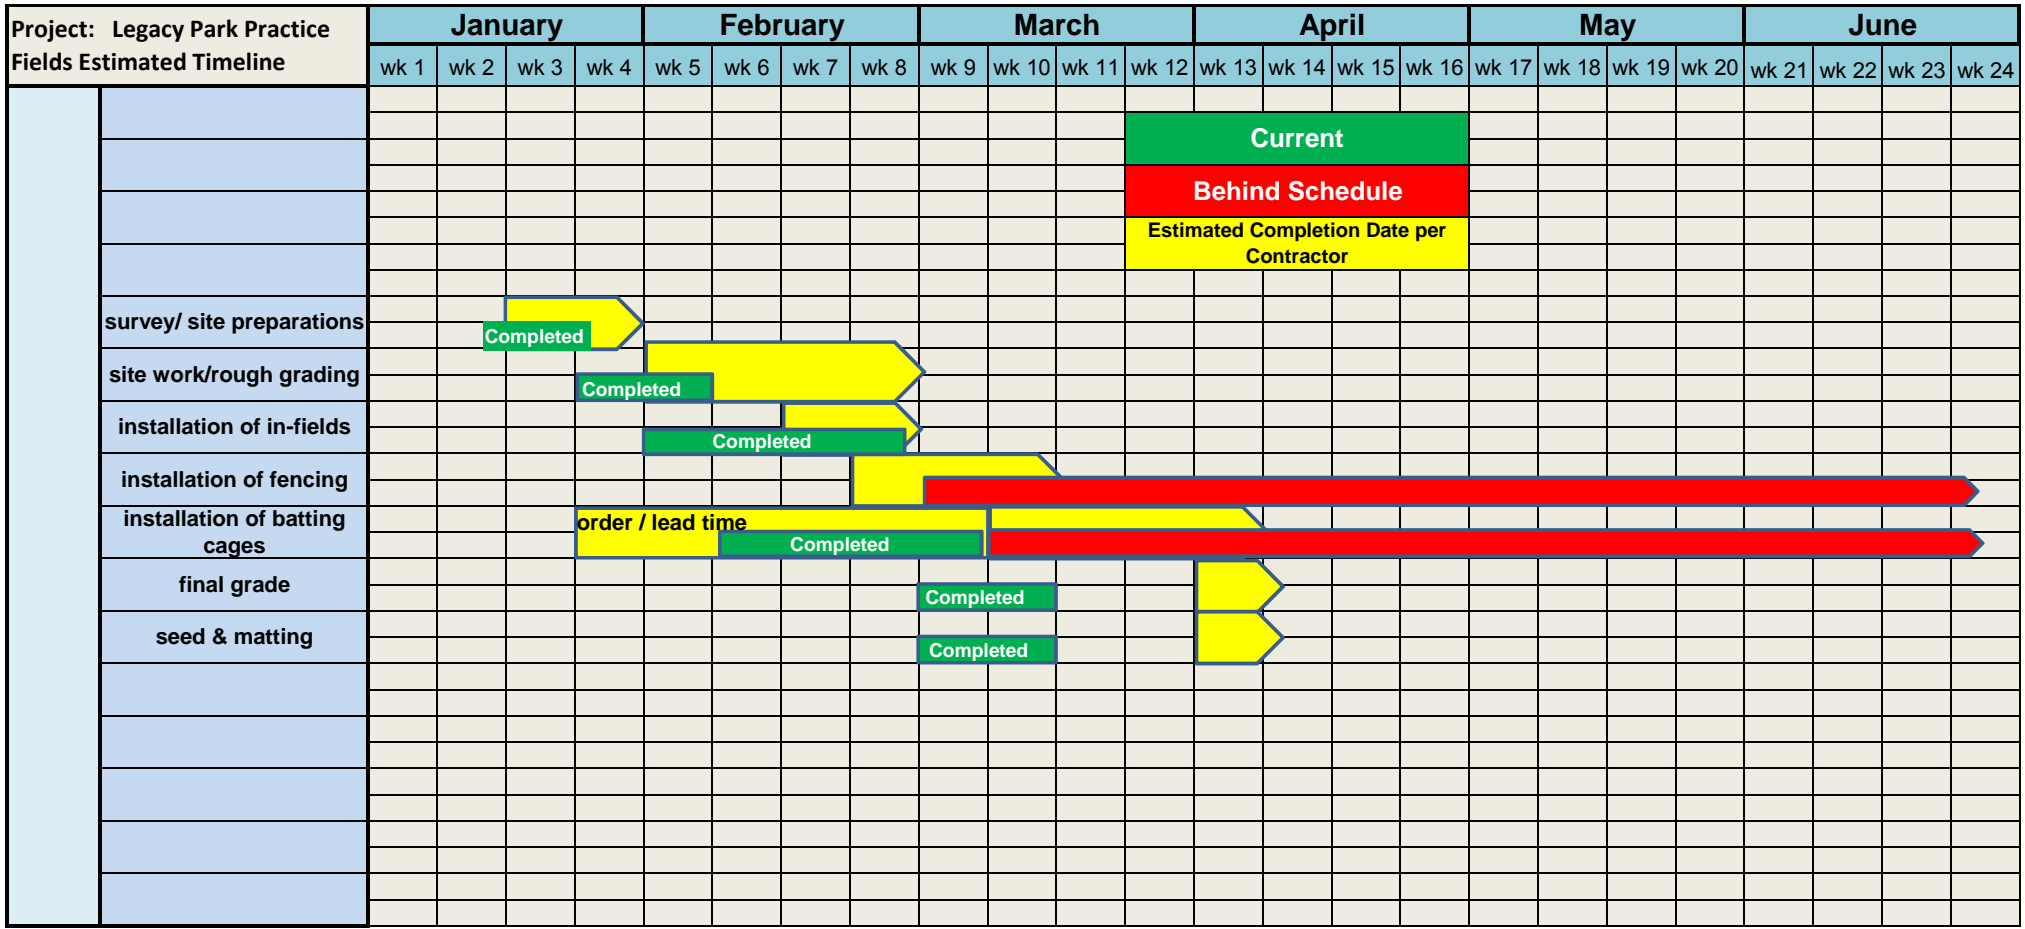 Project: Legacy Park Practice
Fields Estimated Timeline
January February March April May June
wk 1 wk 2 wk 3 wk 4 wk 5 wk 6 wk 7 wk 8 wk 9 wk 10 wk 11 wk 12 wk 13 wk 14 wk 15 wk 16 wk 17 wk 18 wk 19 wk 20 wk 21 wk 22 wk 23 wk 24
Current
Behind Schedule
Estimated Completion Date per
Contractor
survey/ site preparations
Completed
site work/rough grading
Completed
installation of in-fields
Completed
installation of fencing
installation of batting
cages
order / lead time
Completed
final grade
Completed
seed & matting
Completed